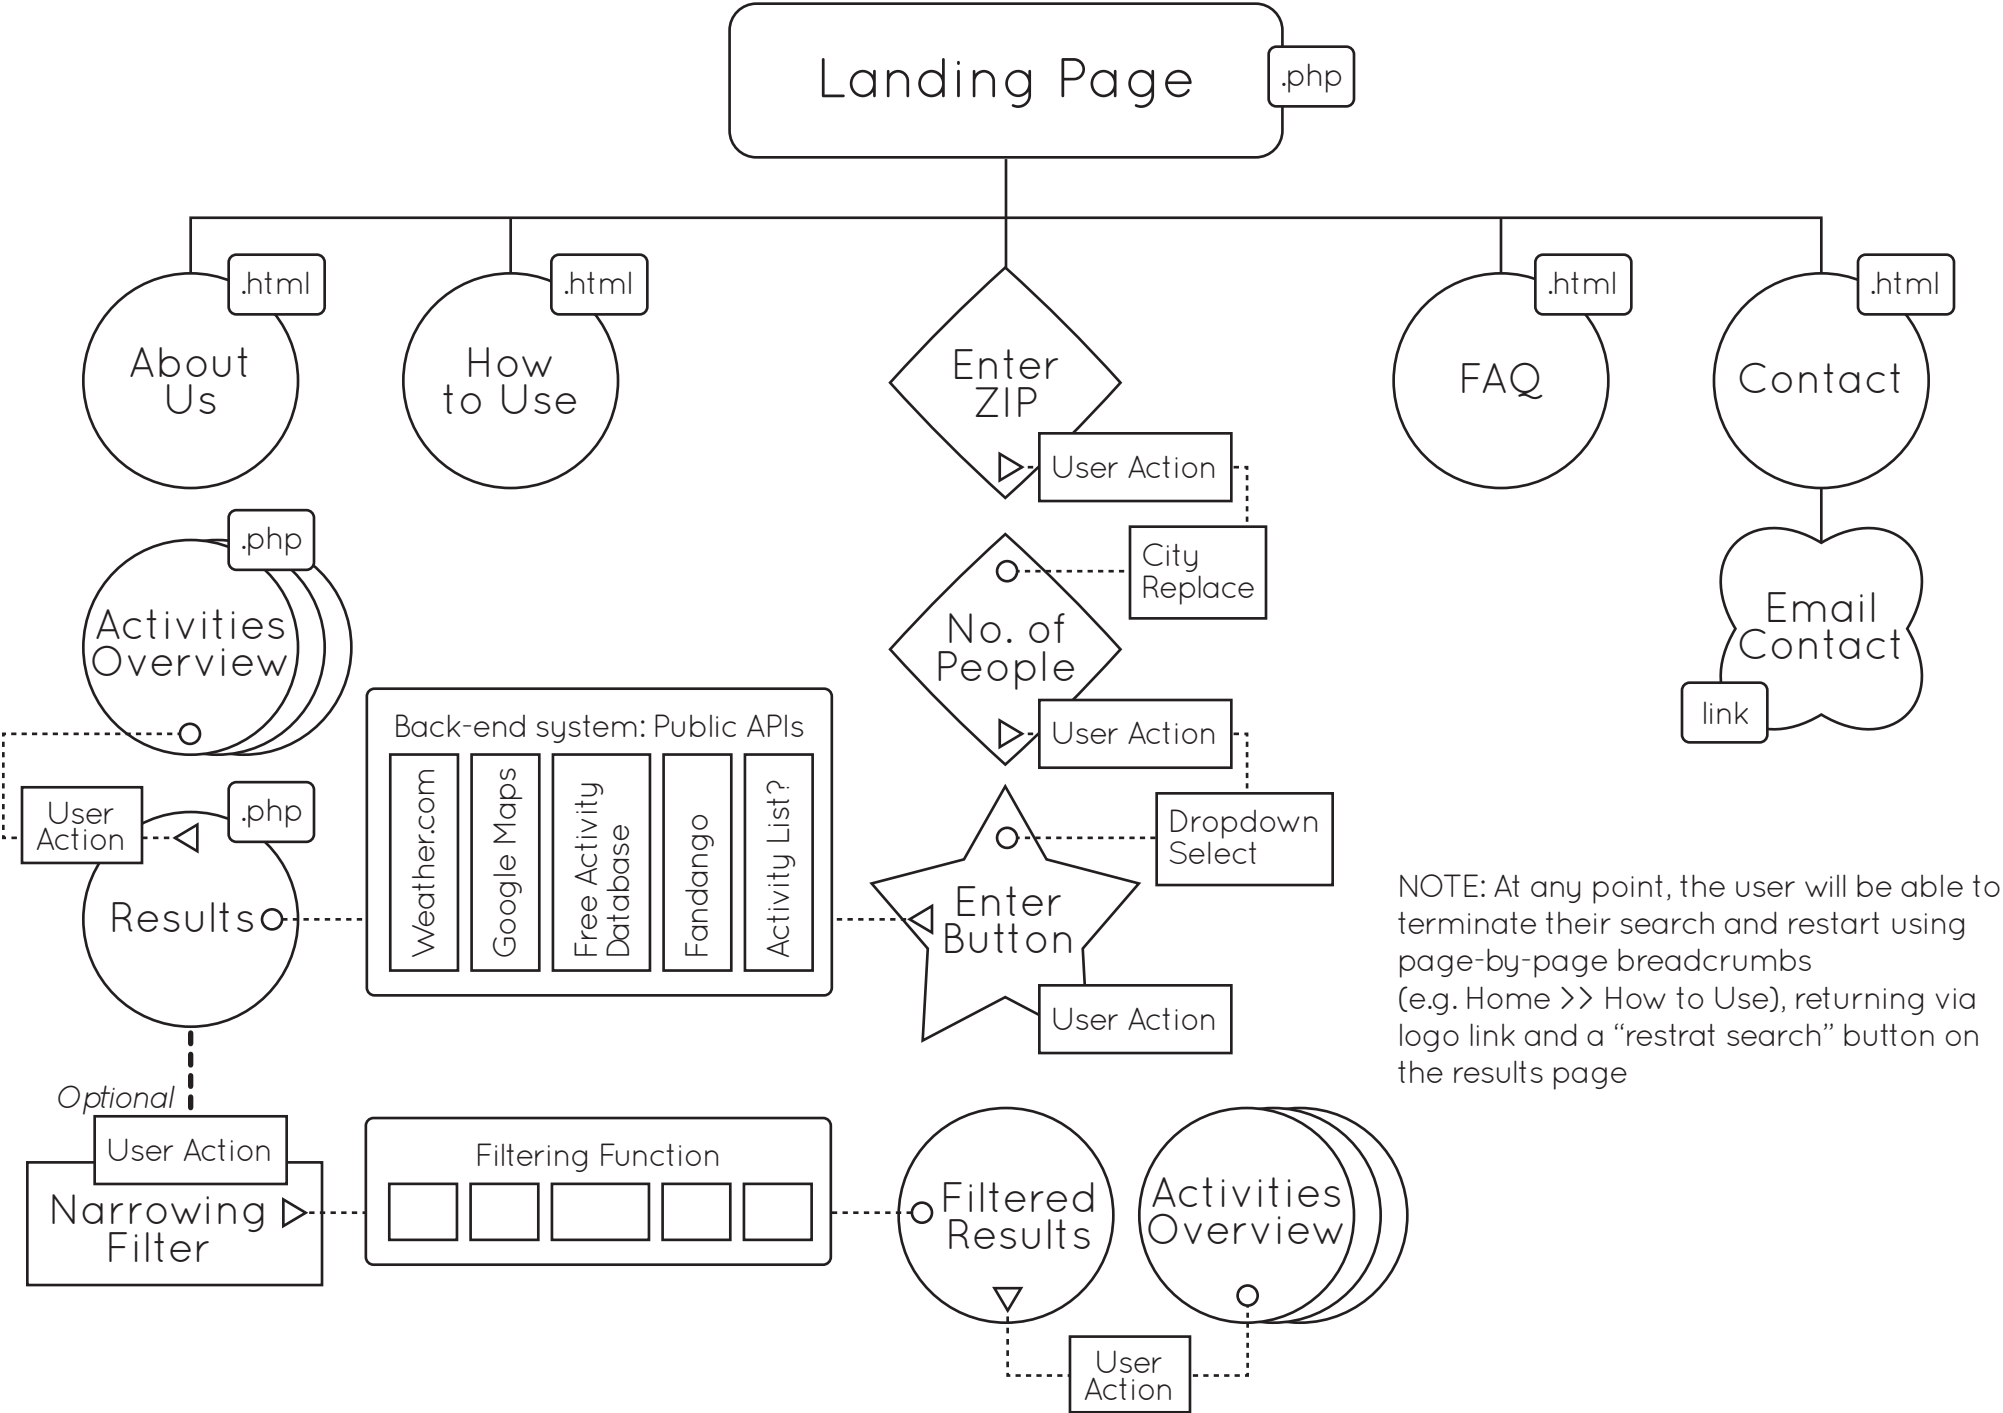 Landing Page
.php
.html
.html
.html
.html
About
Us
How
to Use
Enter
ZIP
FAQ
Contact
User Action
.php
City
Replace
Activities
Overview
No. of
People
Email
Contact
link
User Action
Back-end system: Public APIs
Weather.com
Google Maps
Free Activity
Database
Fandango
Activity List?
User
Action
.php
Results
Dropdown
Select
Enter
Button
User Action
NOTE: At any point, the user will be able to
terminate their search and restart using
page-by-page breadcrumbs
(e.g. Home >> How to Use), returning via
logo link and a “restrat search” button on
the results page
Optional
User Action
Narrowing
Filter
Filtering Function
Filtered
Results
Activities
Overview
User
Action